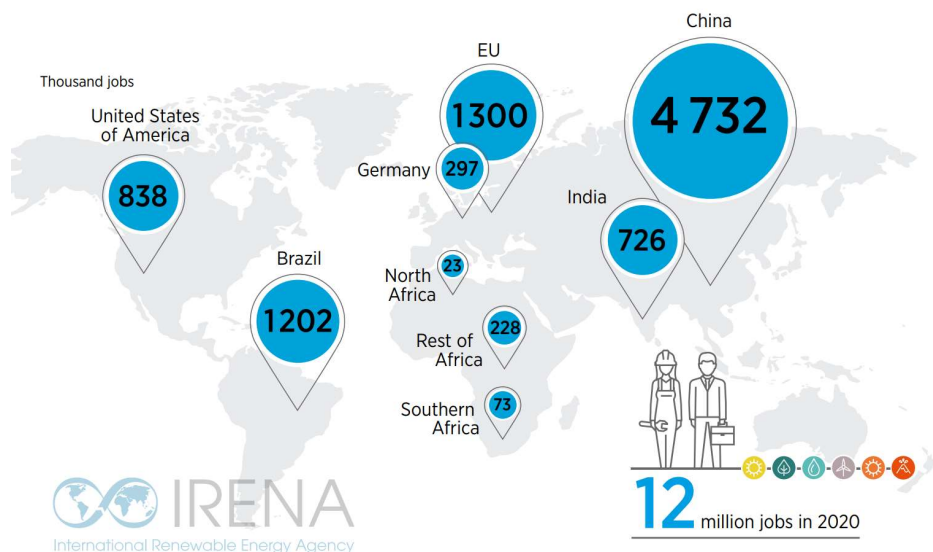 Thousand jobs
United States
of America
838
Brazil
1202
EU
1300
Germany
297
North
Africa
23
Rest of
Africa
228
Southern
Africa
73
China
4 732
India
726
12 million jobs in 2020
IRENA
International Renewable Energy Agency